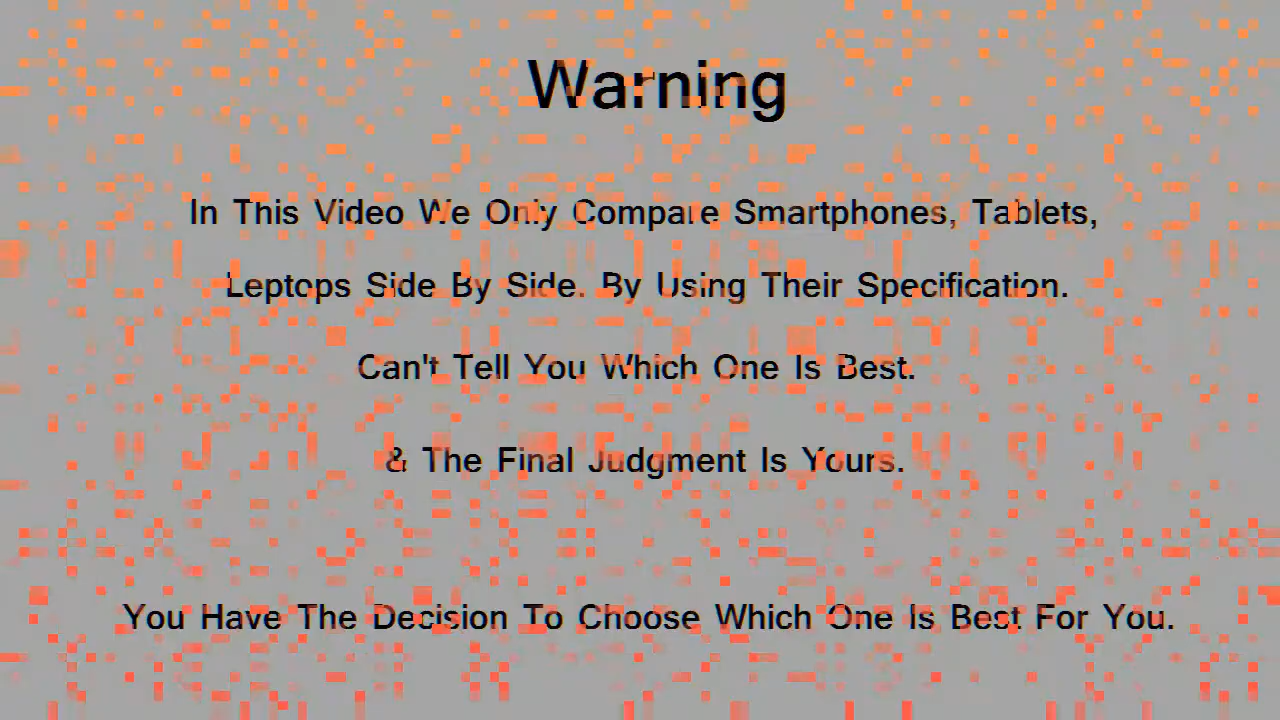 Warning
In This Video We Only Compare Smartphones, Tablets,
Leptops Side By Side. By Using Their Specification.
Can't Tell You Which One Is Best.
& The Final Judgment Is Yours.
You Have The Decision To Choose Which One Is Best For You.